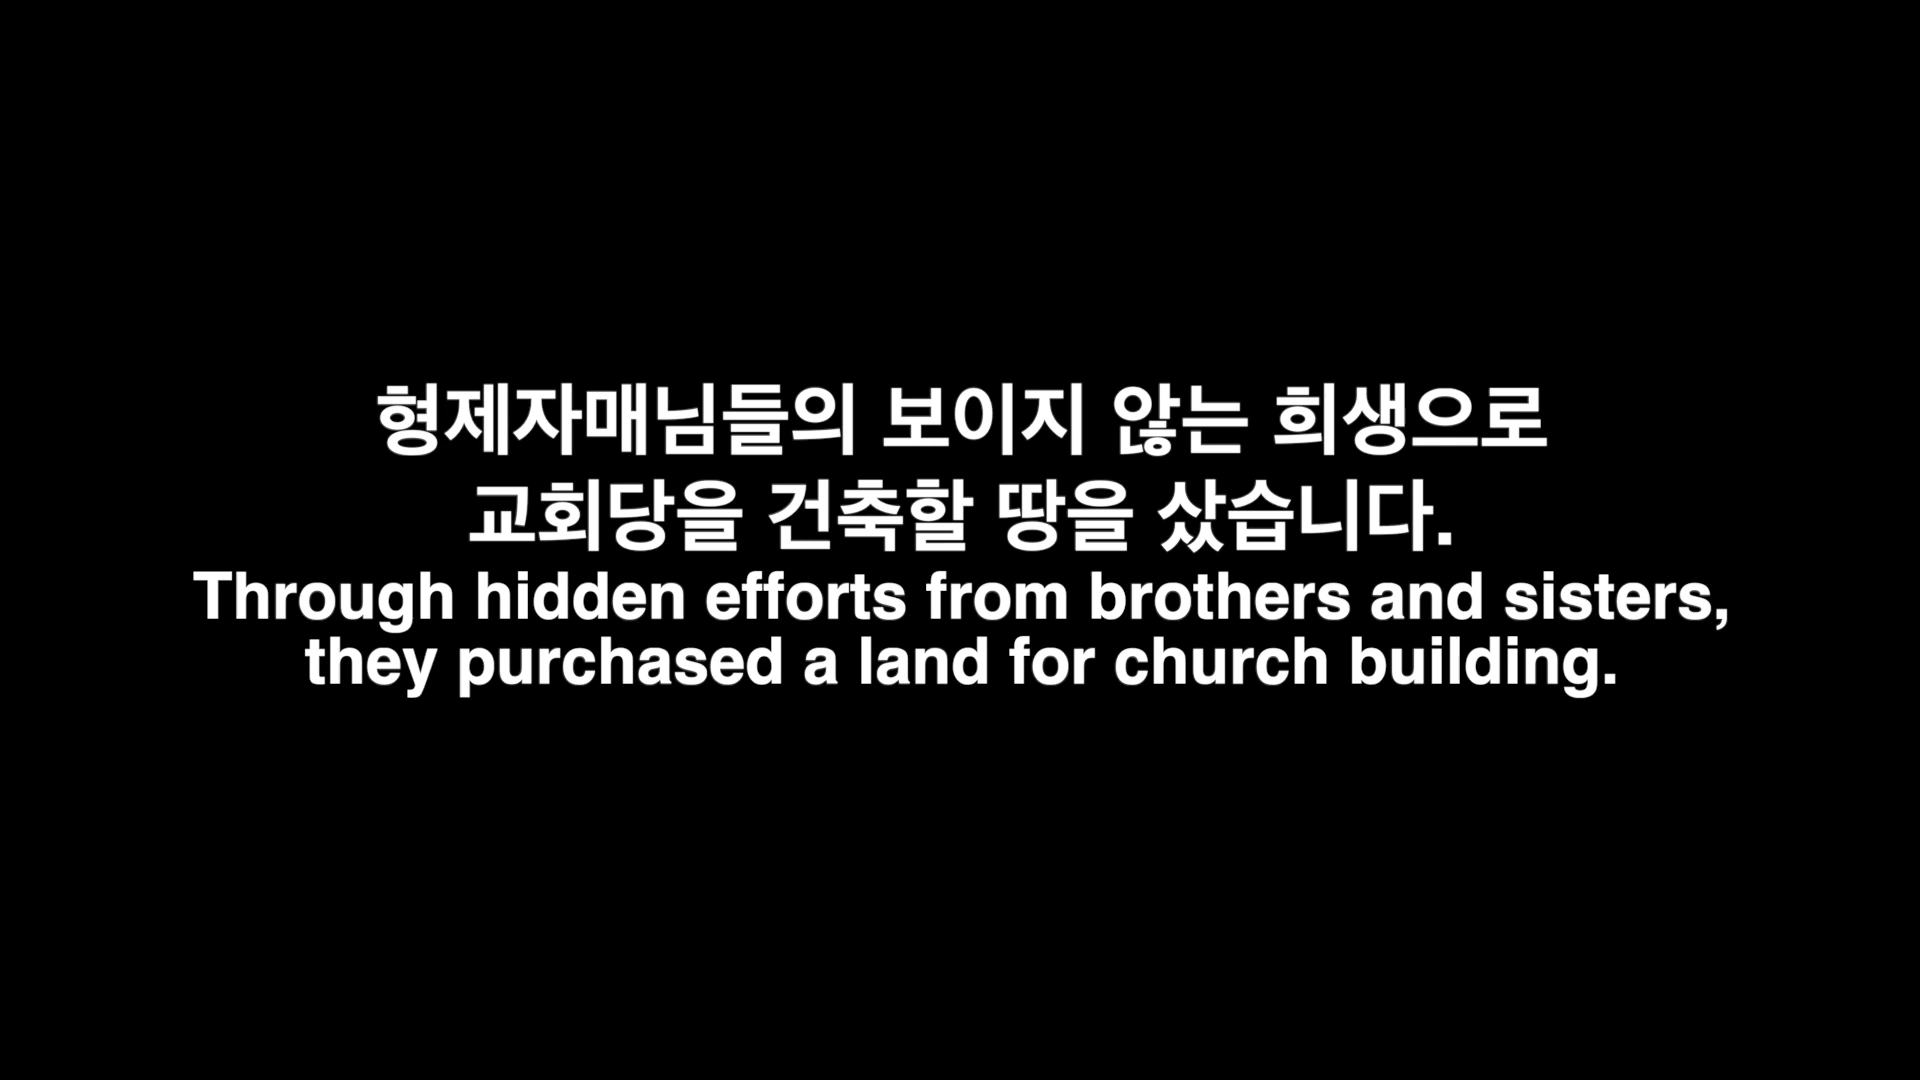 형제자매님들의 보이지 않는 희생으로
교회당을 건축할 땅을 샀습니다.
Through hidden efforts from brothers and sisters,
they purchased a land for church building.